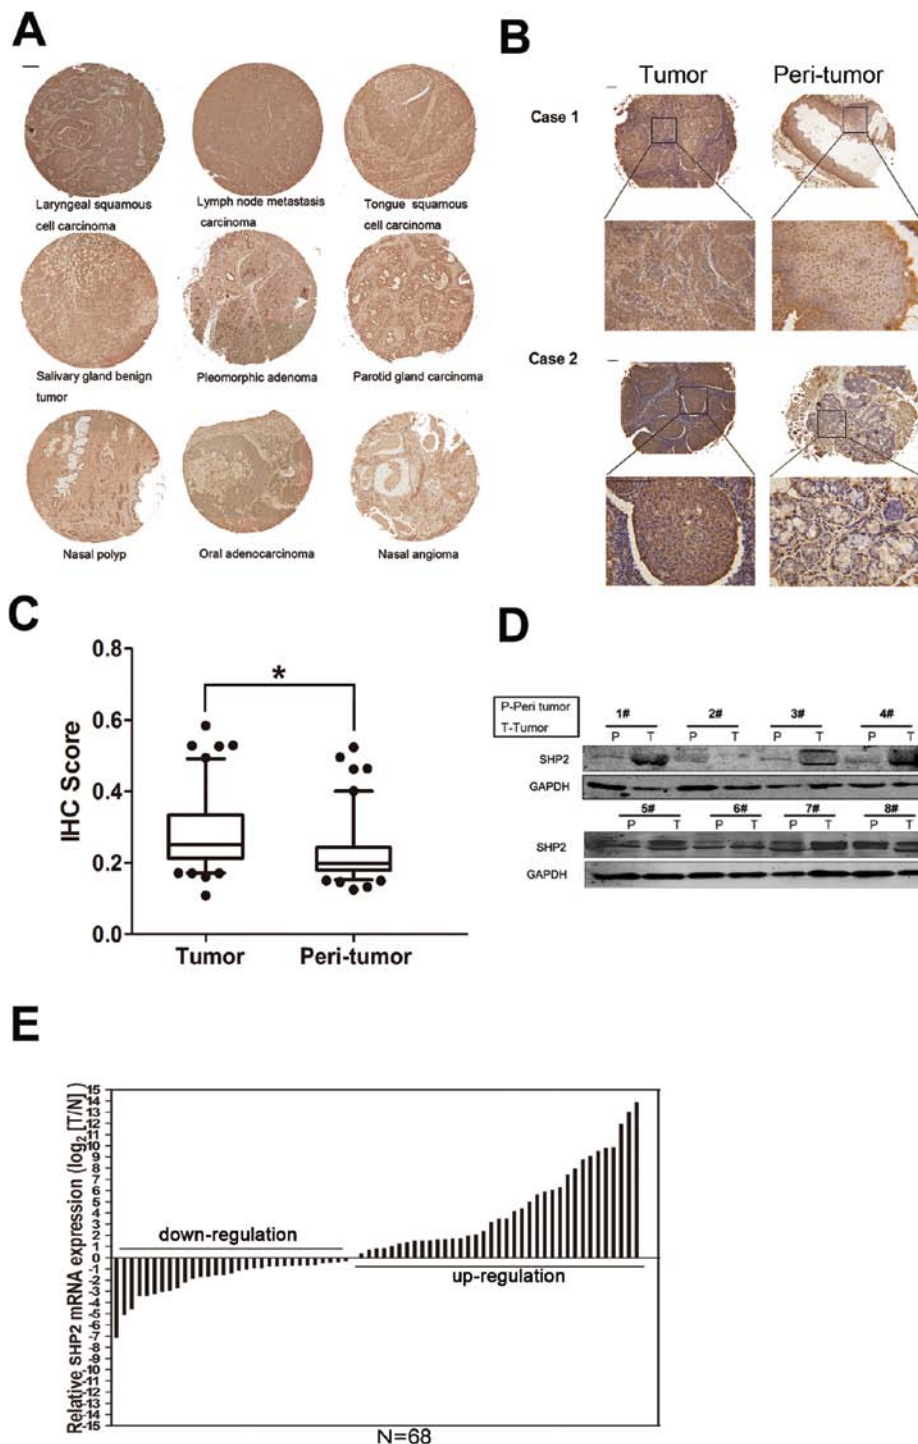 A
Laryngeal squamous
cell carcinoma
Lymph node metastasis
carcinoma
Tongue squamous
cell carcinoma
Salivary gland benign
tumor
Pleomorphic adenoma
Parotid gland carcinoma
Nasal polyp
Oral adenocarcinoma
Nasal angioma
B
Tumor
Peri-tumor
Case 1
Case 2
C
IHC Score
0.8
0.6
0.4
0.2
0.0
*
Tumor
Peri-tumor
D
P-Peri tumor
T-Tumor
1# 2# 3# 4#
P T P T P T P T
SHP2
GAPDH
5# 6# 7# 8#
P T P T P T P T
SHP2
GAPDH
E
Relative SHP2 mRNA expression (log2 [T/N] )
15
14
13
12
11
10
9
8
7
6
5
4
3
2
1
0
-1
-2
-3
-4
-5
-6
-7
-8
-9
-10
-11
-12
-13
-14
-15
down-regulation
up-regulation
N=68